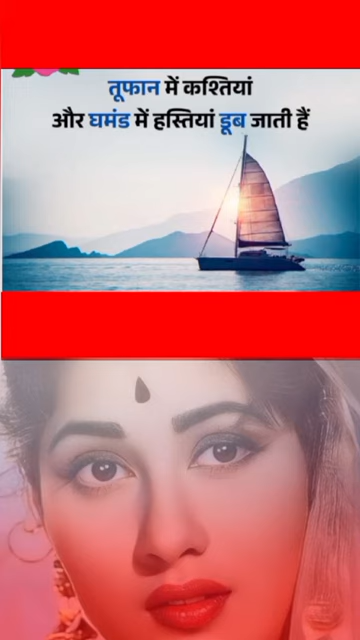 तूफान में कश्तियां
और घमंड में हस्तियां डूब जाती हैं